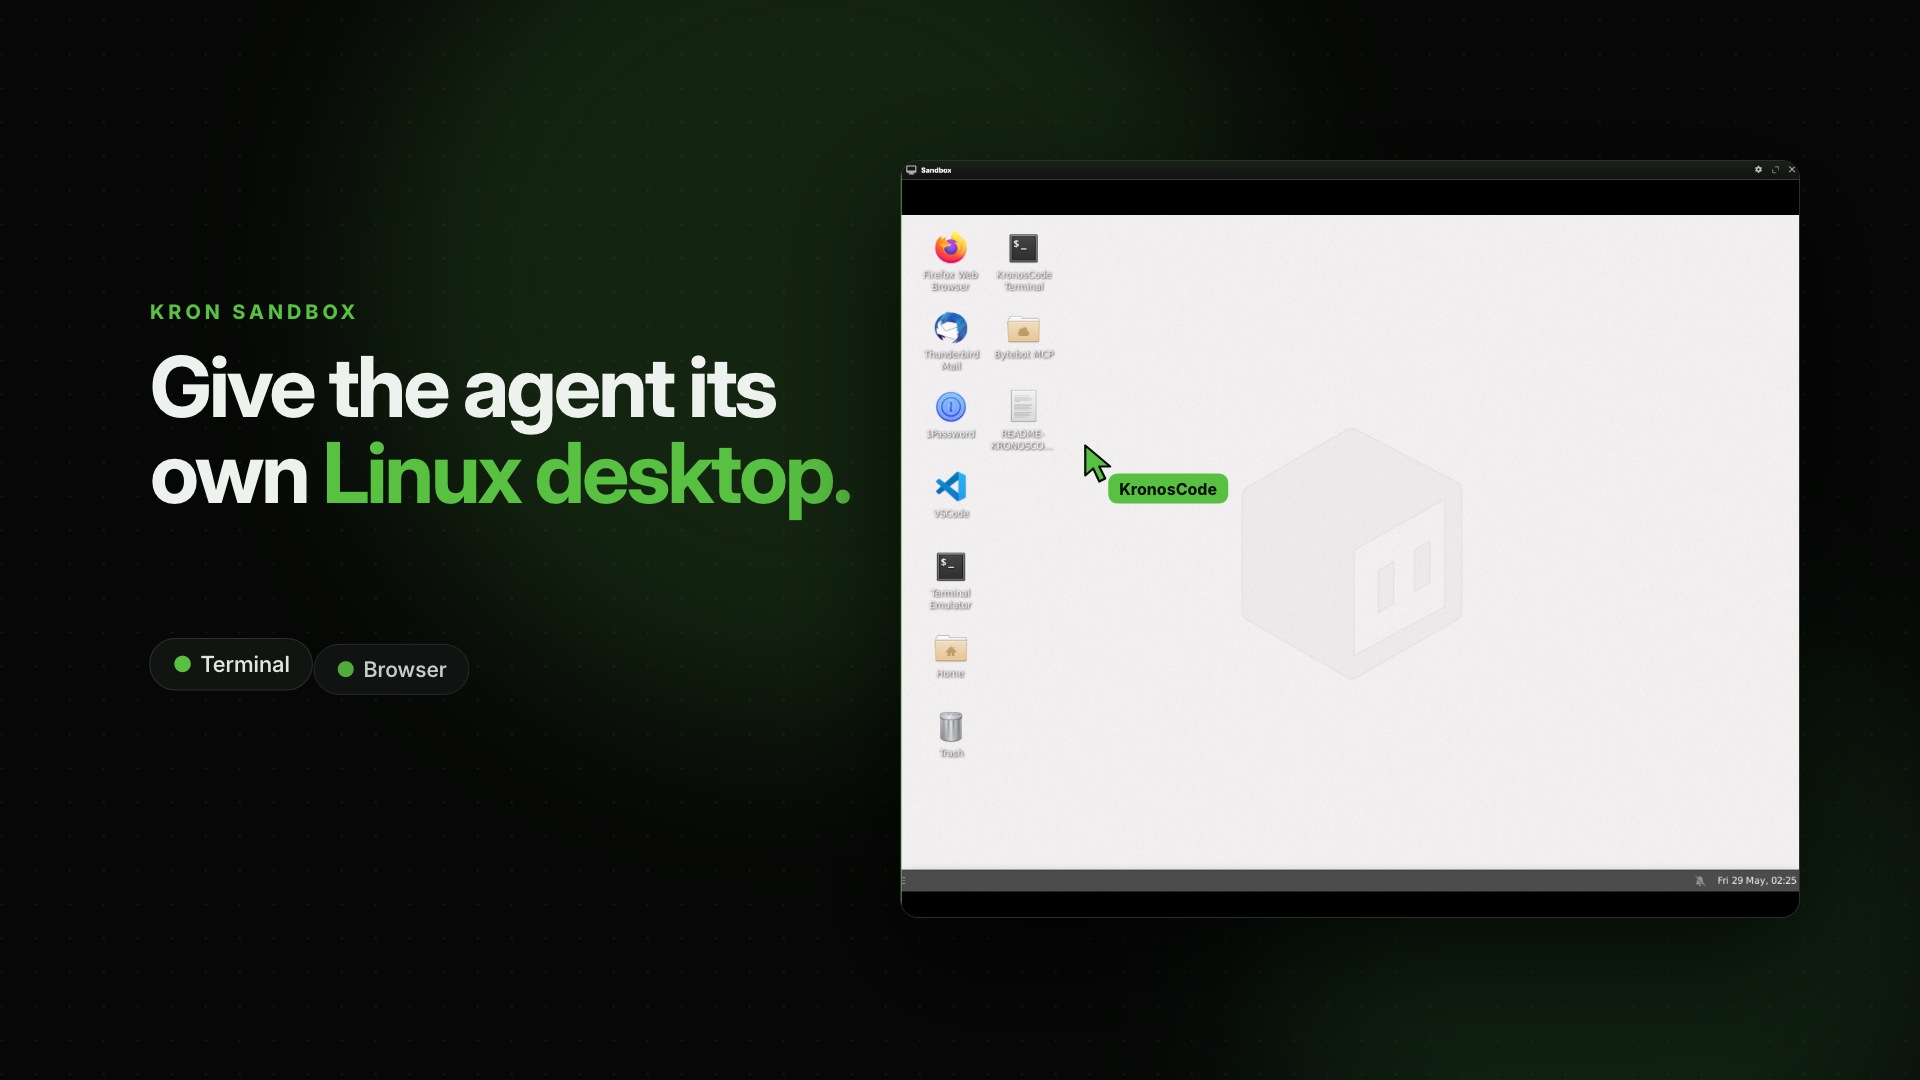 KRON SANDBOX
Give the agent its
own Linux desktop.
Terminal
Browser
Sandbox
Firefox Web
Browser
KronosCode
Terminal
Thunderbird
Mail
Bytebot MCP
1Password
README-
KRONOSCO...
VSCode
Terminal
Emulator
Home
Trash
$_
$_
KronosCode
Fri 29 May, 02:25